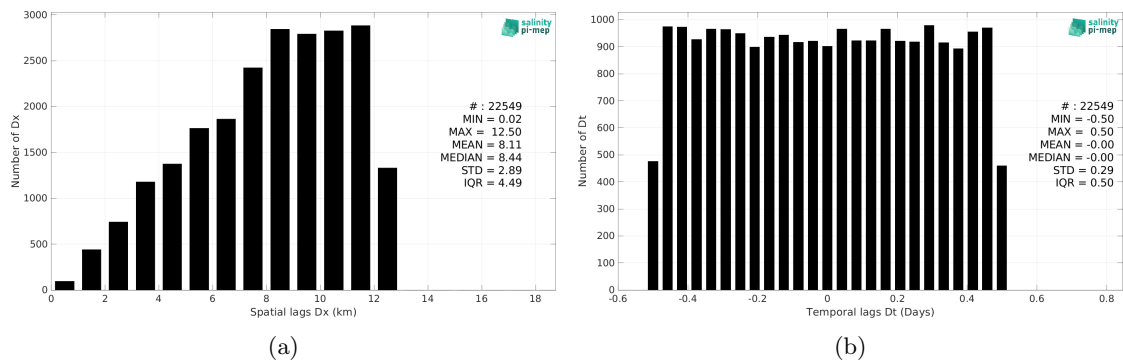 3000
2500
2000
1500
1000
500
0
Number of Dx
0
2
4
6
8
10
12
14
16
18
Spatial lags Dx (km)
salinity
pi-mep
# : 22549
MIN = 0.02
MAX = 12.50
MEAN = 8.11
MEDIAN = 8.44
STD = 2.89
IQR = 4.49
(a)
1000
900
800
700
600
500
400
300
200
100
0
Number of Dt
-0.6
-0.4
-0.2
0
0.2
0.4
0.6
0.8
Temporal lags Dt (Days)
salinity
pi-mep
# : 22549
MIN = -0.50
MAX = 0.50
MEAN = -0.00
MEDIAN = -0.00
STD = 0.29
IQR = 0.50
(b)